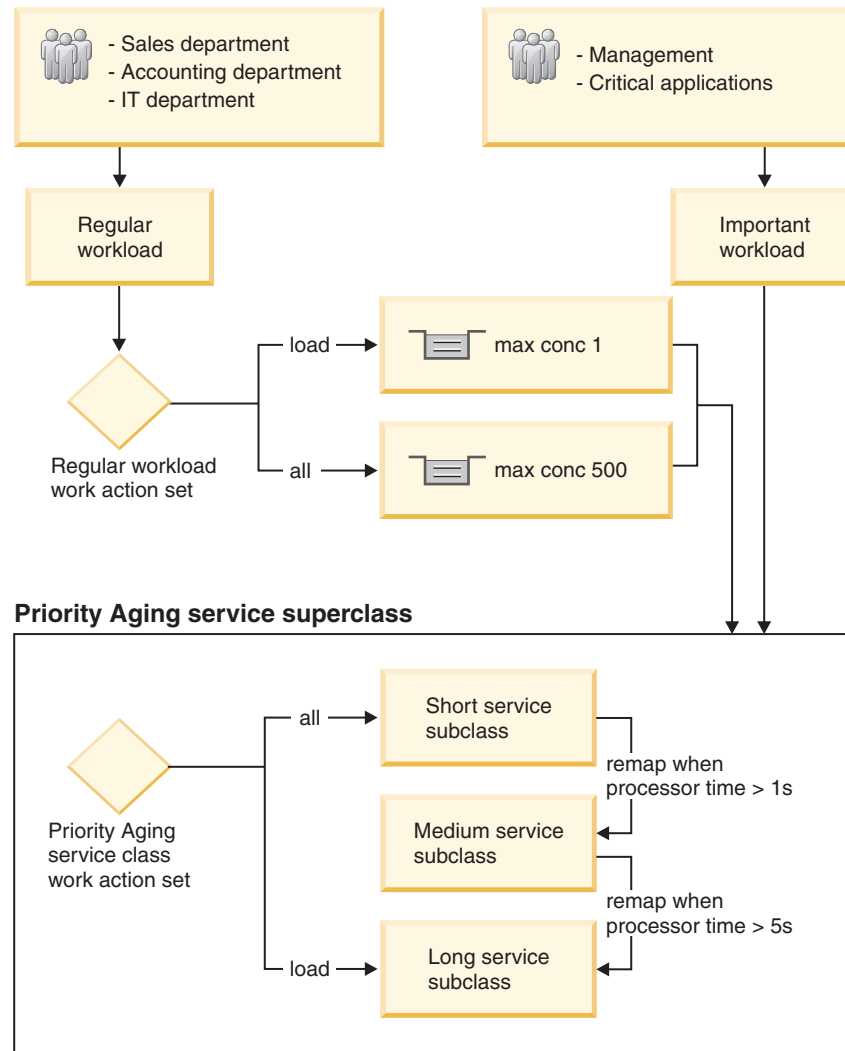 - Sales department
- Accounting department
- IT department
- Management
- Critical applications
Regular
workload
Important
workload
load
max conc 1
all
max conc 500
Regular workload
work action set
Priority Aging service superclass
all
Short service
subclass
remap when
processor time > 1s
Priority Aging
service class
work action set
Medium service
subclass
remap when
processor time > 5s
load
Long service
subclass